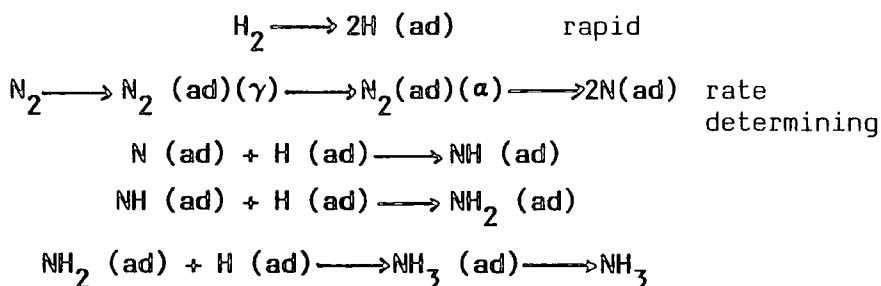 H₂ ⟶ 2H (ad) rapid
N₂ ⟶ N₂ (ad)(γ) ⟶ N₂(ad)(α) ⟶ 2N(ad) rate
determining
N (ad) + H (ad) ⟶ NH (ad)
NH (ad) + H (ad) ⟶ NH₂ (ad)
NH₂ (ad) + H (ad) ⟶ NH₃ (ad) ⟶ NH₃